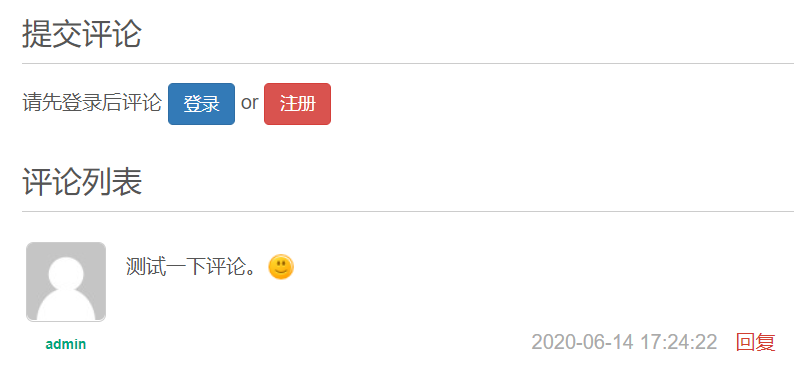 提交评论
请先登录后评论 登录 or 注册
评论列表
测试一下评论。
admin
2020-06-14 17:24:22 回复